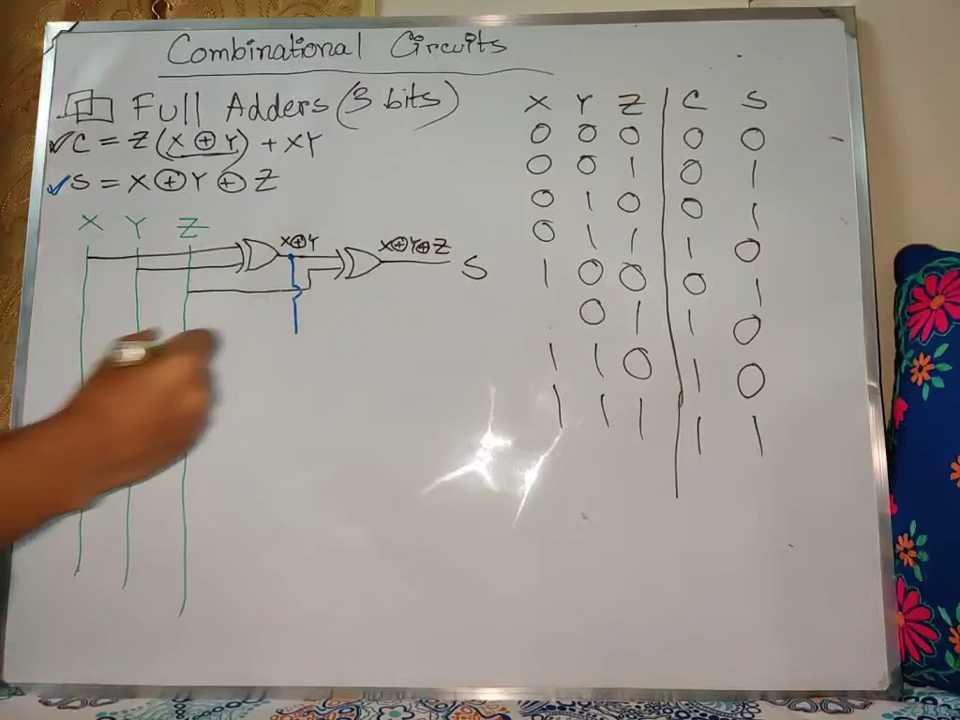 Combinational Circuits
Full Adders (3 bits)
C = Z(X ⊕ Y) + XY
S = X ⊕ Y ⊕ Z
X Y Z
X⊕Y X⊕Y⊕Z
S
X Y Z C S
0 0 0 0 0
0 0 1 0 1
0 1 0 0 1
0 1 1 1 0
1 0 0 0 1
0 1 1 0
1 1 0 1 0
1 1 1 1 1